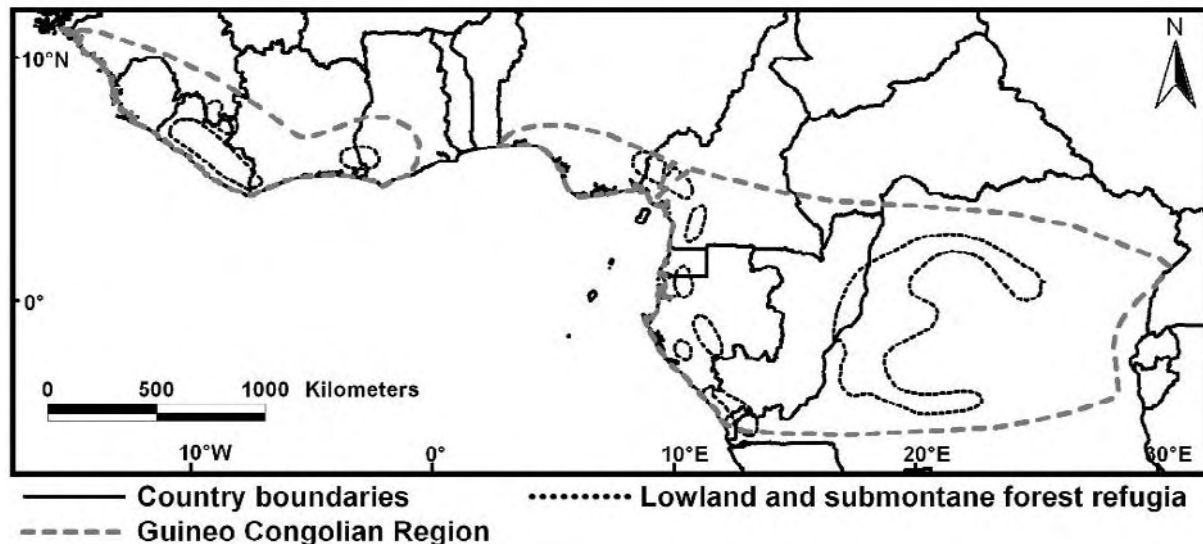 N
10°N
0°
0 500 1000 Kilometers
10°W 0° 10°E 20°E 30°E
Country boundaries Lowland and submontane forest refugia
Guineo Congolian Region